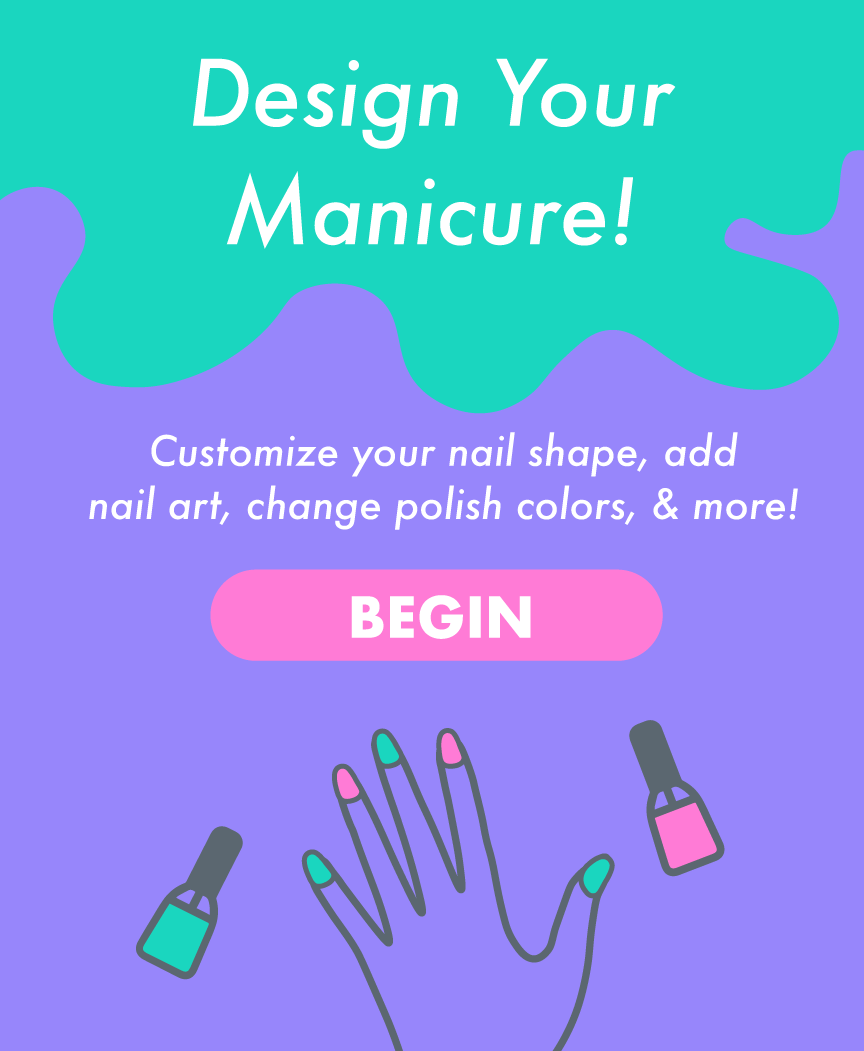 Design Your
Manicure!
Customize your nail shape, add
nail art, change polish colors, & more!
BEGIN